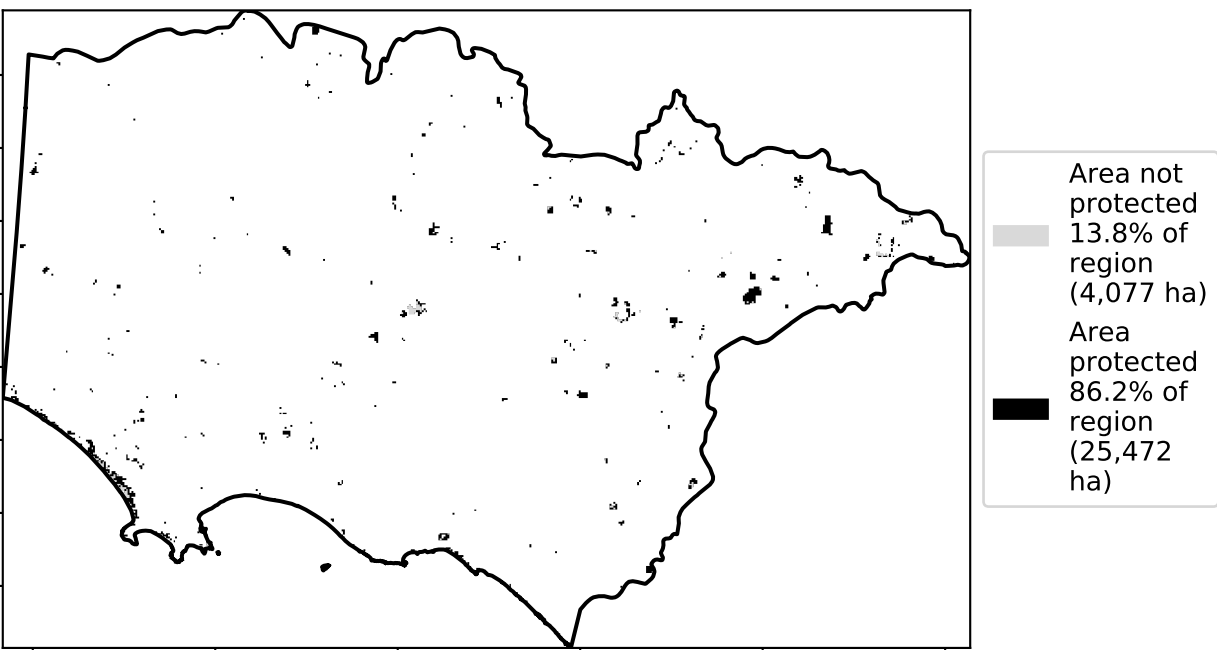 Area not
protected
13.8% of
region
(4,077 ha)
Area
protected
86.2% of
region
(25,472
ha)